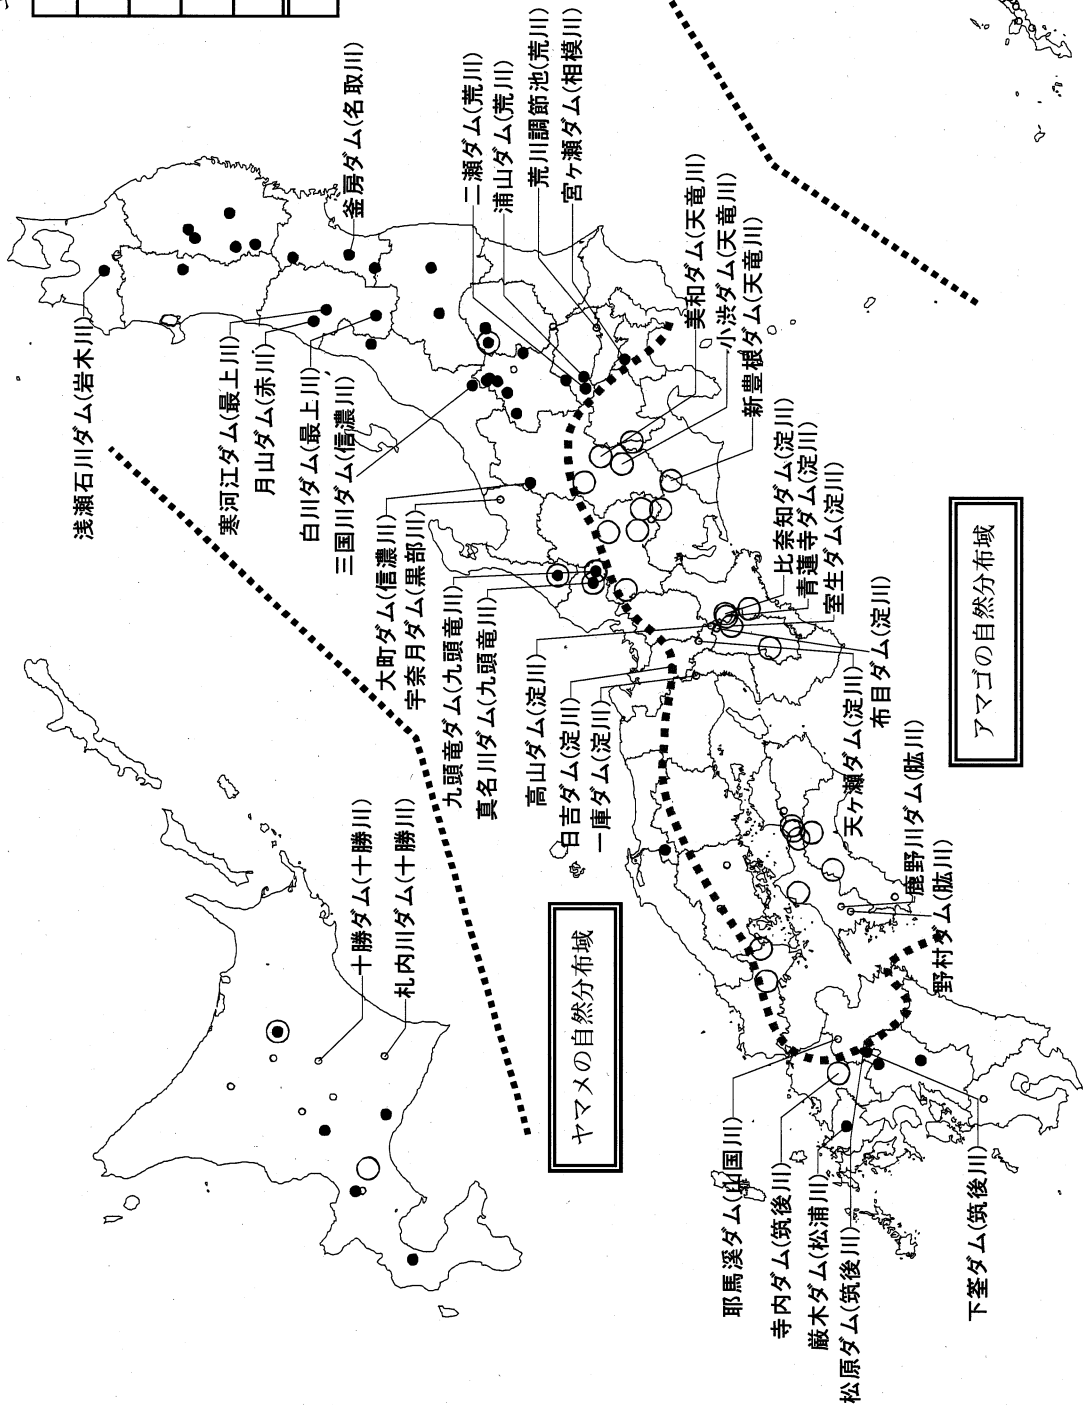 釜房ダム(名取川)
二瀬ダム(荒川)
浦山ダム(荒川)
荒川調節池(荒川)
宮ヶ瀬ダム(相模川)
美和ダム(天竜川)
小渋ダム(天竜川)
新豊根ダム(天竜川)
浅瀬石川ダム(岩木川)
寒河江ダム(最上川)
月山ダム(赤川)
白川ダム(最上川)
三国川ダム(信濃川)
大町ダム(信濃川)
宇奈月ダム(黒部川)
九頭竜ダム(九頭竜川)
真名川ダム(九頭竜川)
高山ダム(淀川)
日吉ダム(淀川)
一庫ダム(淀川)
比奈知ダム(淀川)
青蓮寺ダム(淀川)
室生ダム(淀川)
布目ダム(淀川)
天ヶ瀬ダム(淀川)
鹿野川ダム(肱川)
野村ダム(肱川)
アマゴの自然分布域
十勝ダム(十勝川)
札内川ダム(十勝川)
ヤマメの自然分布域
耶馬溪ダム(山国川)
寺内ダム(筑後川)
厳木ダム(松浦川)
松原ダム(筑後川)
下筌ダム(筑後川)